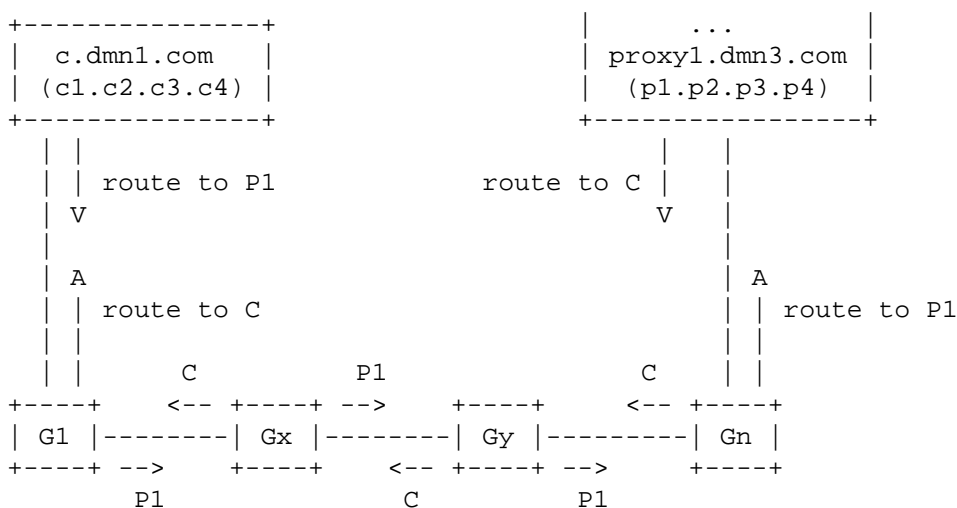 ...
c.dmn1.com proxy1.dmn3.com
(c1.c2.c3.c4) (p1.p2.p3.p4)
route to P1 route to C
V V
A A
route to C route to P1
C P1 C
<-- --> <--
G1 Gx Gy Gn
--> <-- -->
P1 C P1